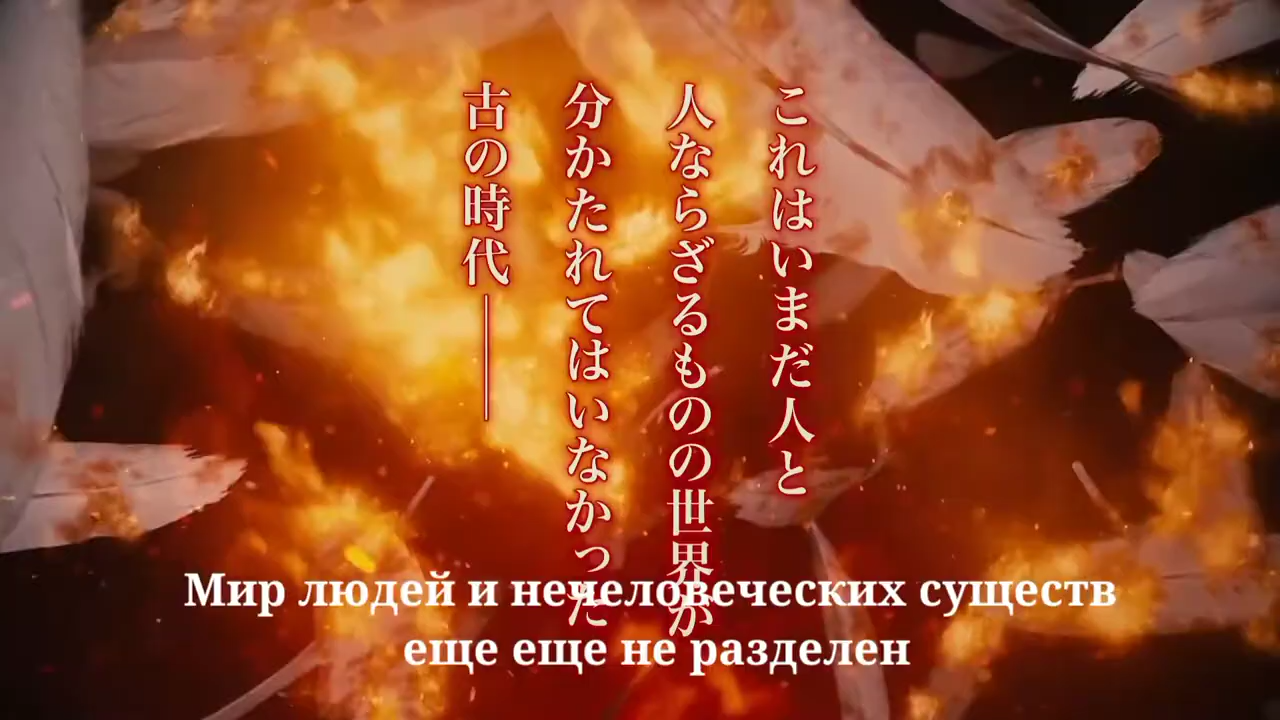 これはいまだ人と
人ならざるものの世界が
分かたれてはいなかった
古の時代――
Мир людей и нечеловеческих существ
еще еще не разделен